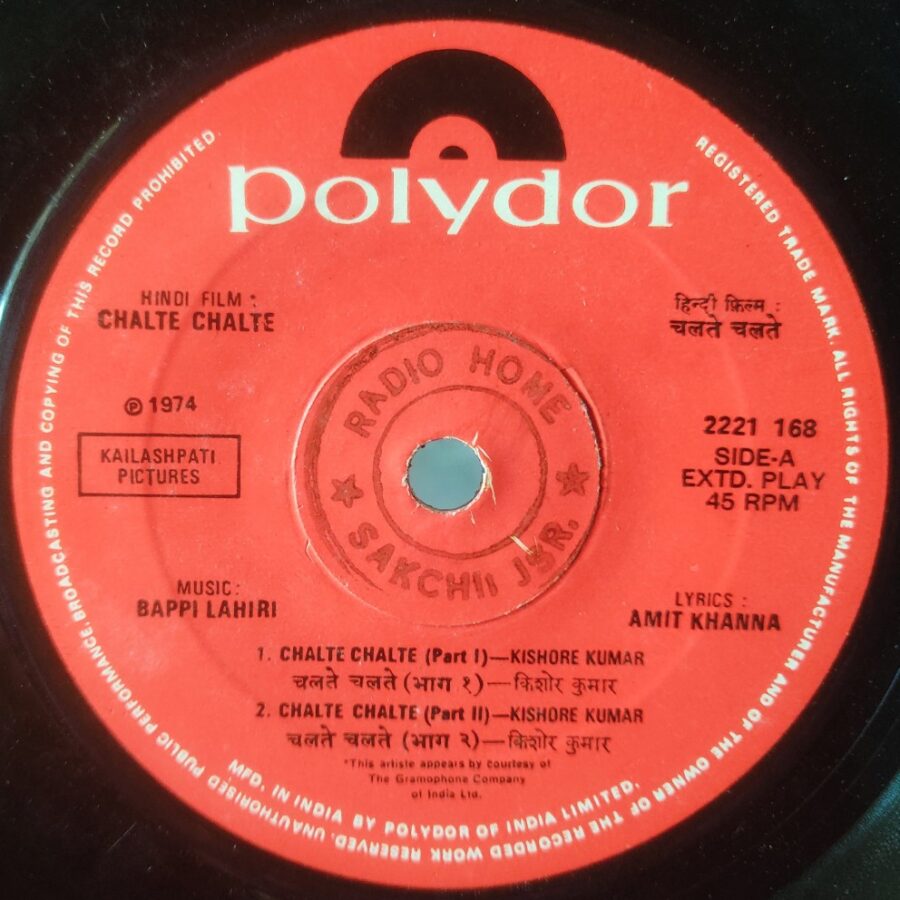 polydor
UNAUTHORISED PUBLIC PERFORMANCE, BROADCASTING AND COPYING OF THIS RECORD PROHIBITED.
REGISTERED TRADE MARK. ALL RIGHTS OF THE MANUFACTURER AND OF THE OWNER OF THE RECORDED WORK RESERVED.
HINDI FILM :
CHALTE CHALTE
हिन्दी फ़िल्म :
चलते चलते
℗ 1974
KAILASHPATI
PICTURES
RADIO HOME
SAKCHII JSR.
2221 168
SIDE-A
EXTD. PLAY
45 RPM
MUSIC:
BAPPI LAHIRI
LYRICS :
AMIT KHANNA
1. CHALTE CHALTE (Part I)—KISHORE KUMAR
चलते चलते (भाग १)—किशोर कुमार
2. CHALTE CHALTE (Part II)—KISHORE KUMAR
चलते चलते (भाग २)—किशोर कुमार
*This artiste appears by courtesy of
The Gramophone Company
of India Ltd.
MFD. IN INDIA BY POLYDOR OF INDIA LIMITED.